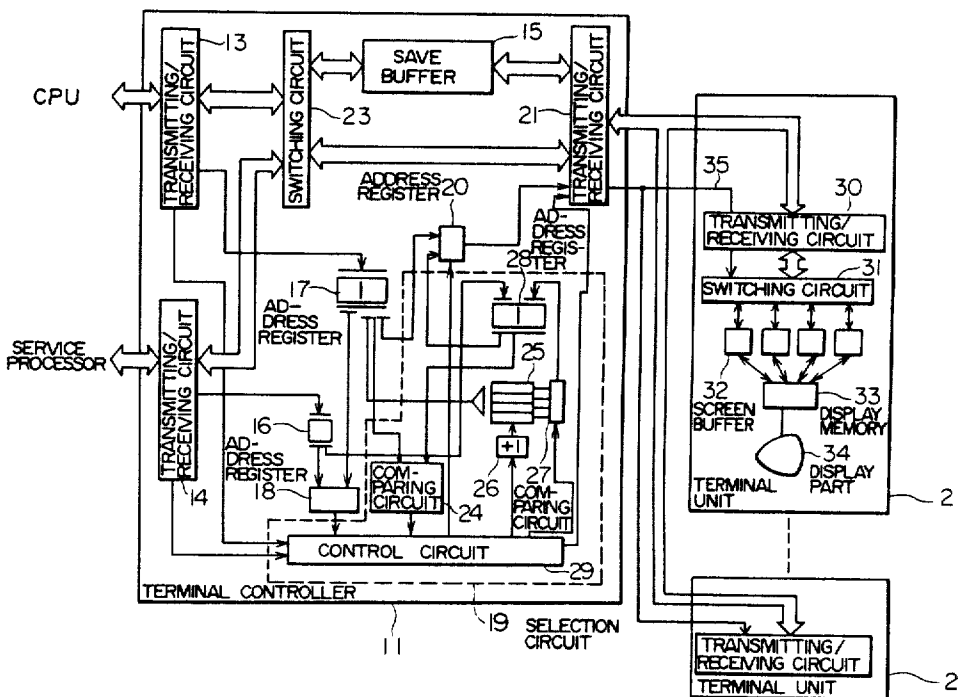 13
TRANSMITTING/
RECEIVING CIRCUIT
CPU
SWITCHING CIRCUIT
23
15
SAVE
BUFFER
21
TRANSMITTING/
RECEIVING CIRCUIT
ADDRESS
REGISTER
20
AD-
DRESS
REGIS-
TER
28
17
AD-
DRESS
REGISTER
25
SERVICE
PROCESSOR
TRANSMITTING/
RECEIVING CIRCUIT
14
16
AD-
DRESS
REGISTER
18
COM-
PARING
CIRCUIT
24
+
26
27
COM-
PARING
CIRCUIT
CONTROL CIRCUIT
29
TERMINAL CONTROLLER
11
19
SELECTION
CIRCUIT
35
30
TRANSMITTING/
RECEIVING CIRCUIT
31
SWITCHING CIRCUIT
32
SCREEN
BUFFER
33
DISPLAY
MEMORY
34
DISPLAY
PART
TERMINAL
UNIT
2
TRANSMITTING/
RECEIVING CIRCUIT
TERMINAL UNIT
2